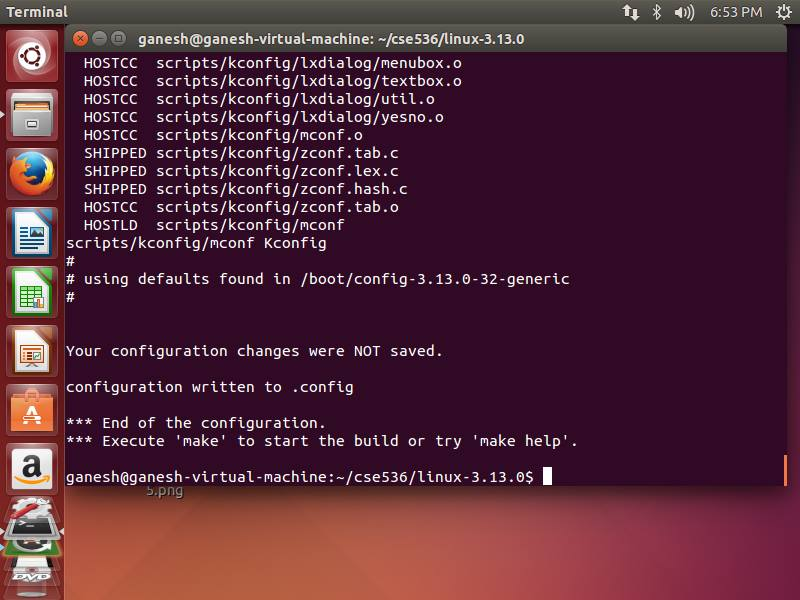 Terminal
6:53 PM
ganesh@ganesh-virtual-machine: ~/cse536/linux-3.13.0
HOSTCC scripts/kconfig/lxdialog/menubox.o
HOSTCC scripts/kconfig/lxdialog/textbox.o
HOSTCC scripts/kconfig/lxdialog/util.o
HOSTCC scripts/kconfig/lxdialog/yesno.o
HOSTCC scripts/kconfig/mconf.o
SHIPPED scripts/kconfig/zconf.tab.c
SHIPPED scripts/kconfig/zconf.lex.c
SHIPPED scripts/kconfig/zconf.hash.c
HOSTCC scripts/kconfig/zconf.tab.o
HOSTLD scripts/kconfig/mconf
scripts/kconfig/mconf Kconfig
#
# using defaults found in /boot/config-3.13.0-32-generic
#
Your configuration changes were NOT saved.
configuration written to .config
*** End of the configuration.
*** Execute 'make' to start the build or try 'make help'.
ganesh@ganesh-virtual-machine:~/cse536/linux-3.13.0$
5.png
A
a
>_
DVD